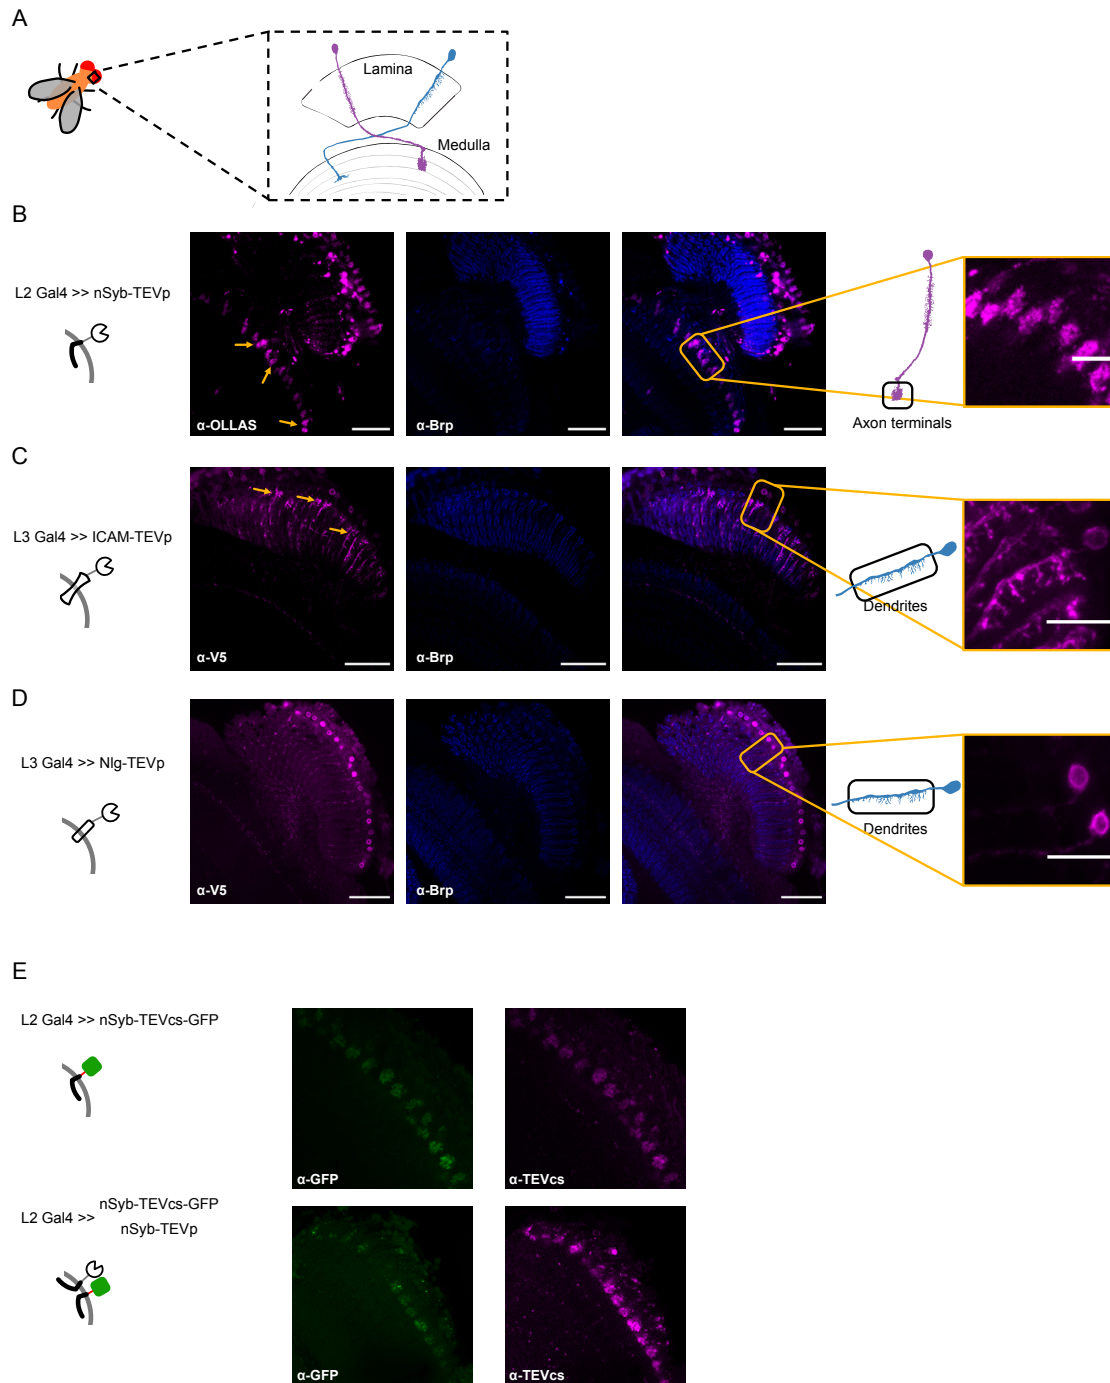 A
Lamina
Medulla
B
L2 Gal4 >> nSyb-TEVp
α-OLLAS
α-Brp
Axon terminals
C
L3 Gal4 >> ICAM-TEVp
α-V5
α-Brp
Dendrites
D
L3 Gal4 >> Nlg-TEVp
α-V5
α-Brp
Dendrites
E
L2 Gal4 >> nSyb-TEVcs-GFP
α-GFP
α-TEVcs
L2 Gal4 >> nSyb-TEVcs-GFP
nSyb-TEVp
α-GFP
α-TEVcs